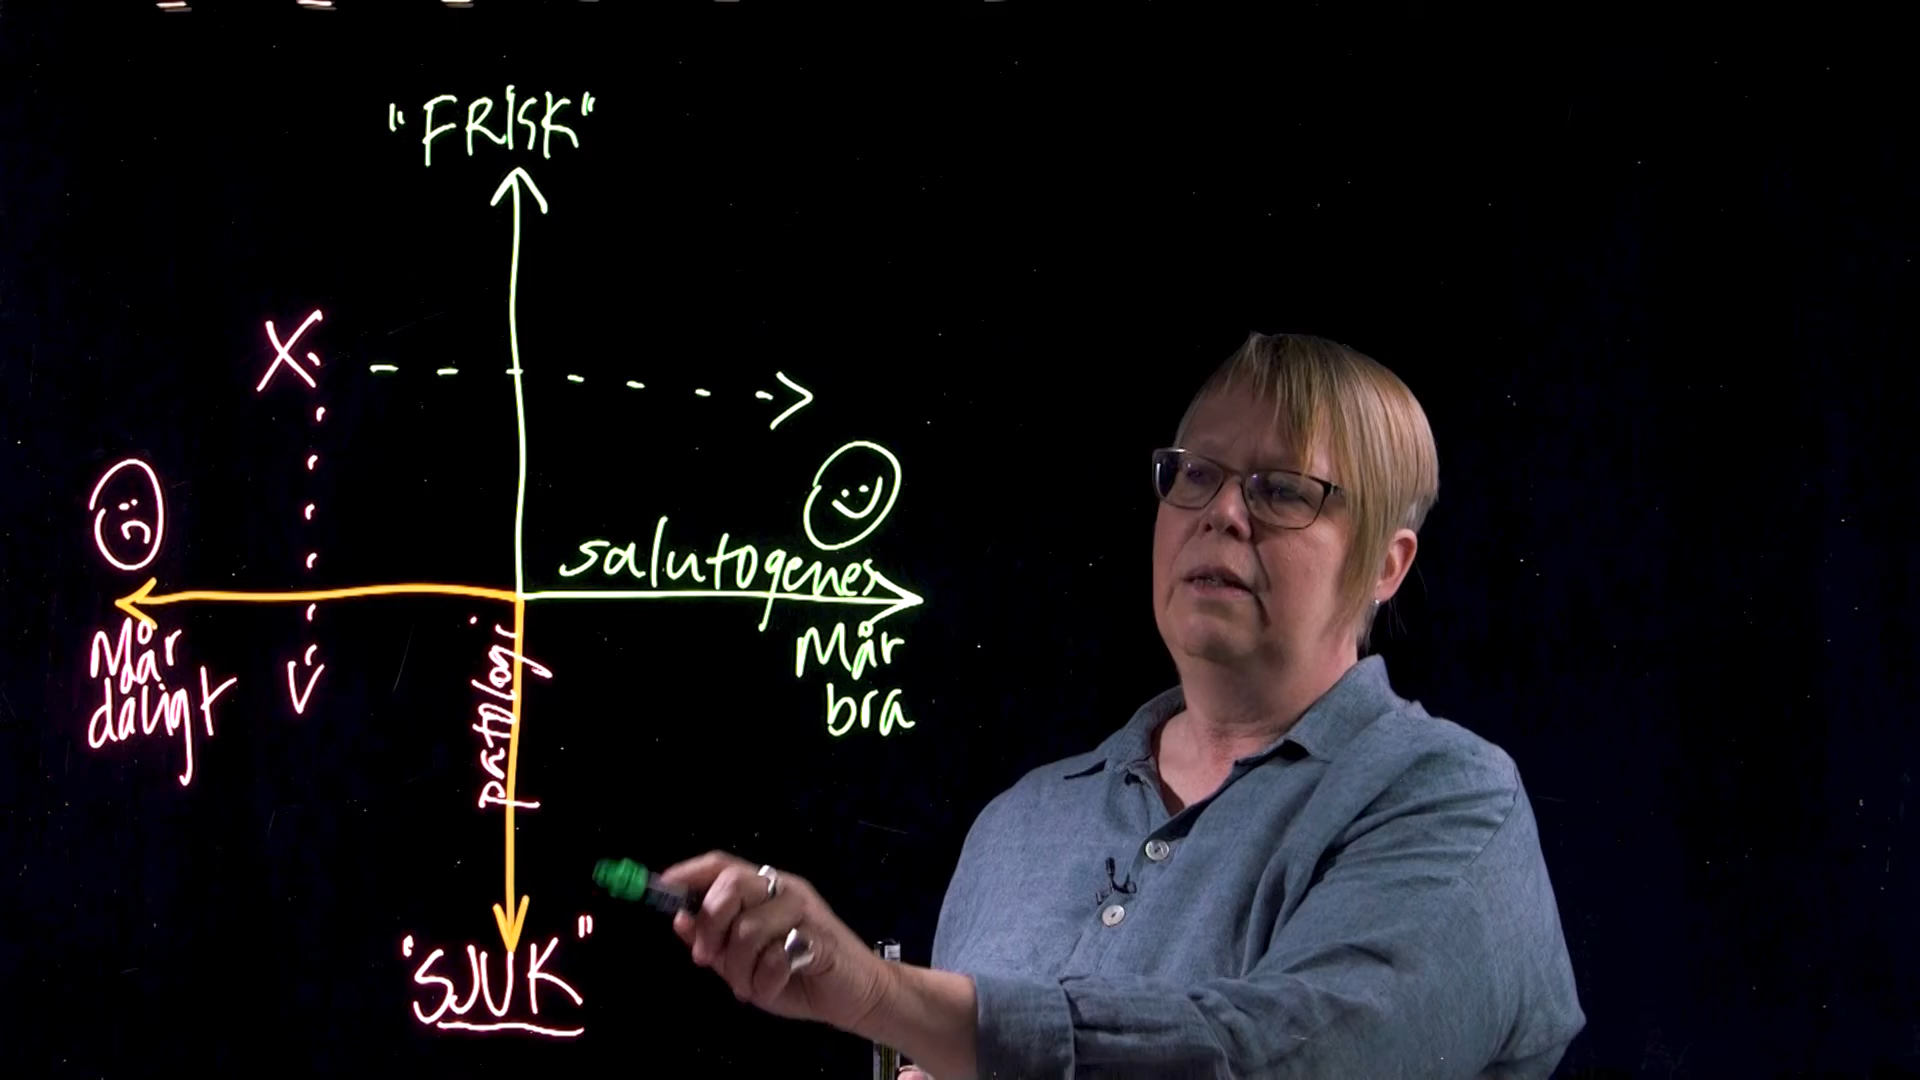 "FRISK"
X
salutogenes
Mår
dåligt
Mår
bra
patologi
"SJUK"